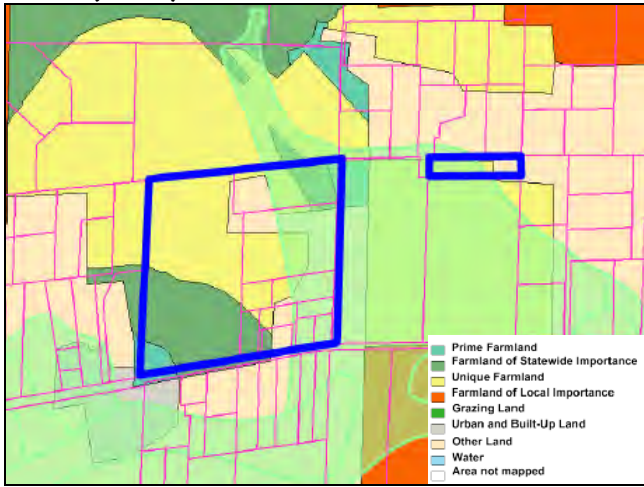 Prime Farmland
Farmland of Statewide Importance
Unique Farmland
Farmland of Local Importance
Grazing Land
Urban and Built-Up Land
Other Land
Water
Area not mapped